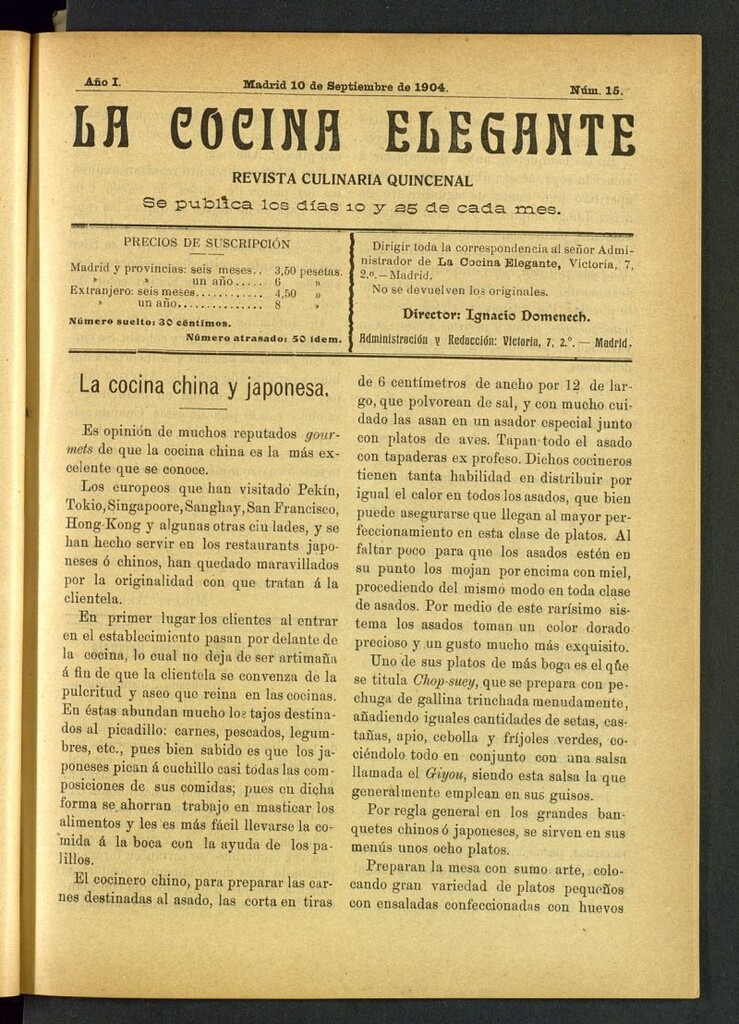 Año I.
Madrid 10 de Septiembre de 1904.
Núm. 15.
LA COCINA ELEGANTE
REVISTA CULINARIA QUINCENAL
Se publica los días 10 y 25 de cada mes.
PRECIOS DE SUSCRIPCIÓN
Madrid y provincias: seis meses.. 3,50 pesetas.
» » un año..... 6 »
Extranjero: seis meses............ 4,50 »
» un año............... 8 »
Número suelto: 30 céntimos.
Número atrasado: 50 ídem.
Dirigir toda la correspondencia al señor Admi-
nistrador de La Cocina Elegante, Victoria, 7,
2.º.—Madrid.
No se devuelven los originales.
Director: Ignacio Domenech.
Administración y Redacción: Victoria, 7, 2.º. — Madrid.
La cocina china y japonesa.
Es opinión de muchos reputados gour-
mets de que la cocina china es la más ex-
celente que se conoce.
Los europeos que han visitado Pekín,
Tokio, Singapoore, Sanghay, San Francisco,
Hong-Kong y algunas otras ciu lades, y se
han hecho servir en los restaurants japo-
neses ó chinos, han quedado maravillados
por la originalidad con que tratan á la
clientela.
En primer lugar los clientes al entrar
en el establecimiento pasan por delante de
la cocina, lo cual no deja de ser artimaña
á fin de que la clientela se convenza de la
pulcritud y aseo que reina en las cocinas.
En éstas abundan mucho los tajos destina-
dos al picadillo: carnes, pescados, legum-
bres, etc., pues bien sabido es que los ja-
poneses pican á cuchillo casi todas las com-
posiciones de sus comidas; pues en dicha
forma se ahorran trabajo en masticar los
alimentos y les es más fácil llevarse la co-
mida á la boca con la ayuda de los pa-
lillos.
El cocinero chino, para preparar las car-
nes destinadas al asado, las corta en tiras
de 6 centímetros de ancho por 12 de lar-
go, que polvorean de sal, y con mucho cui-
dado las asan en un asador especial junto
con platos de aves. Tapan todo el asado
con tapaderas ex profeso. Dichos cocineros
tienen tanta habilidad en distribuir por
igual el calor en todos los asados, que bien
puede asegurarse que llegan al mayor per-
feccionamiento en esta clase de platos. Al
faltar poco para que los asados estén en
su punto los mojan por encima con miel,
procediendo del mismo modo en toda clase
de asados. Por medio de este rarísimo sis-
tema los asados toman un color dorado
precioso y un gusto mucho más exquisito.
Uno de sus platos de más boga es el que
se titula Chop-suey, que se prepara con pe-
chuga de gallina trinchada menudamente,
añadiendo iguales cantidades de setas, cas-
tañas, apio, cebolla y fríjoles verdes, co-
ciéndolo todo en conjunto con una salsa
llamada el Giyou, siendo esta salsa la que
generalmente emplean en sus guisos.
Por regla general en los grandes ban-
quetes chinos ó japoneses, se sirven en sus
menús unos ocho platos.
Preparan la mesa con sumo arte, colo-
cando gran variedad de platos pequeños
con ensaladas confeccionadas con huevos